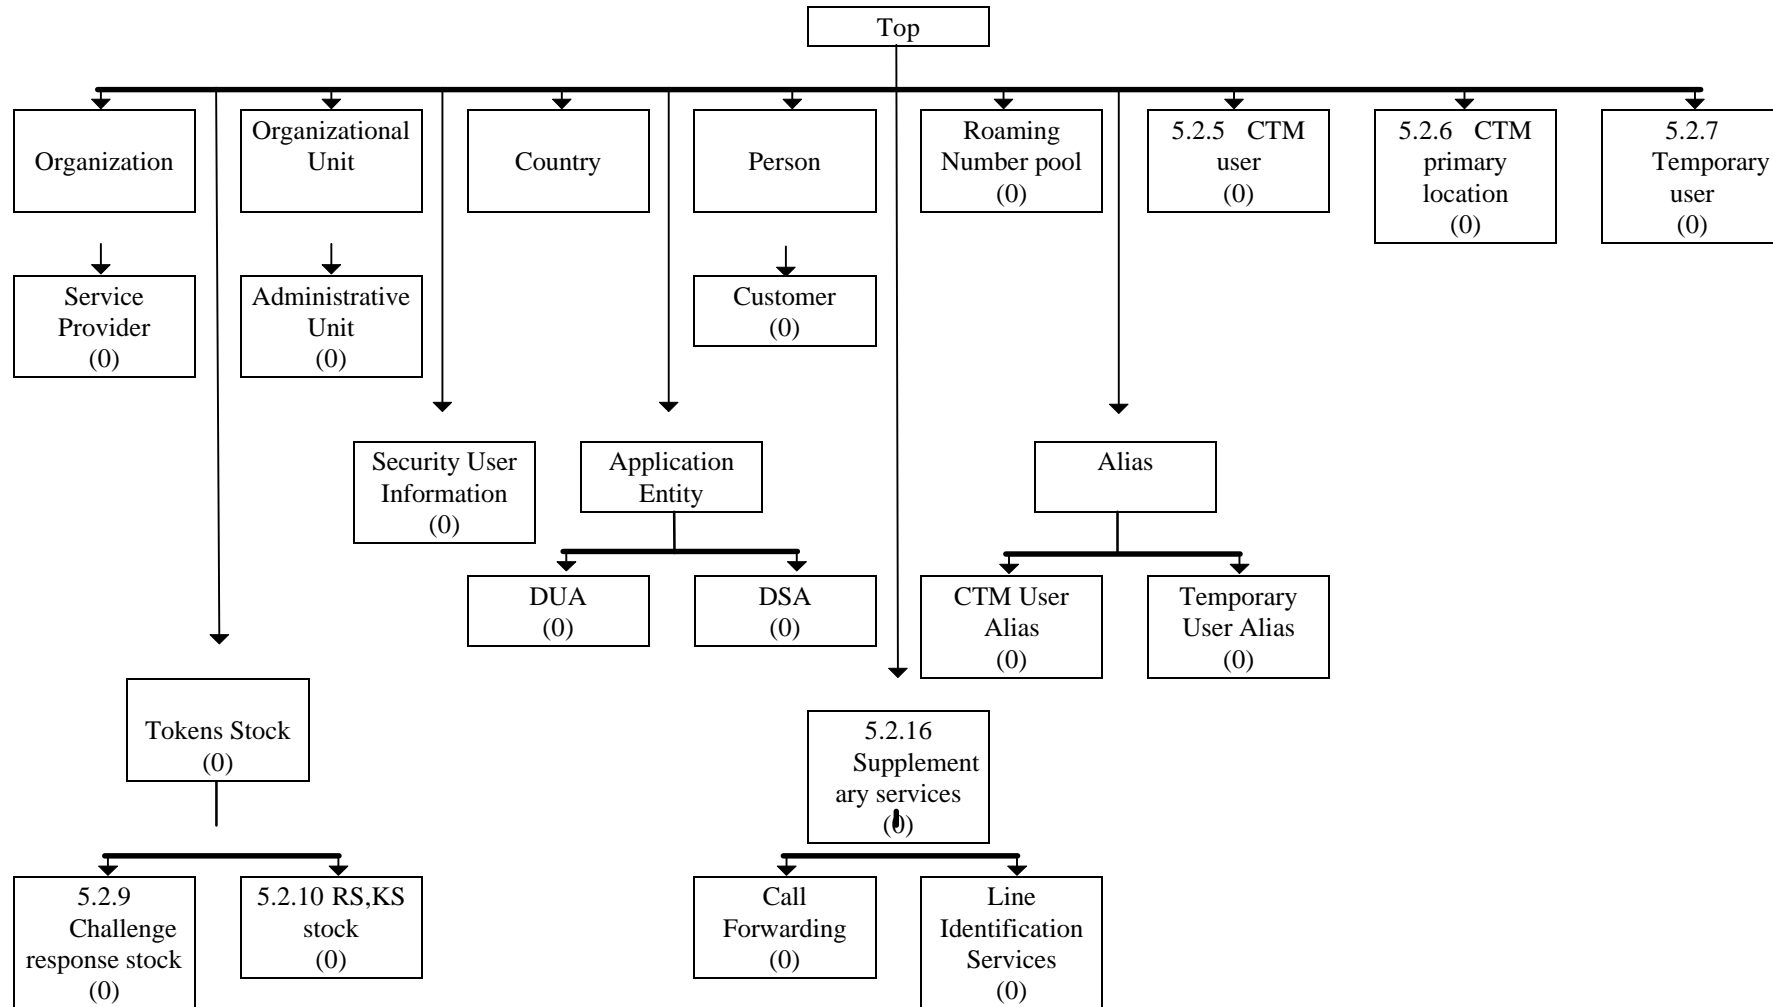 Top
Organization
Organizational
Unit
Country
Person
Roaming
Number pool
(0)
5.2.5 CTM
user
(0)
5.2.6 CTM
primary
location
(0)
5.2.7
Temporary
user
(0)
Service
Provider
(0)
Administrative
Unit
(0)
Customer
(0)
Security User
Information
(0)
Application
Entity
Alias
DUA
(0)
DSA
(0)
CTM User
Alias
(0)
Temporary
User Alias
(0)
Tokens Stock
(0)
5.2.16
Supplement
ary services
(0)
5.2.9
Challenge
response stock
(0)
5.2.10 RS,KS
stock
(0)
Call
Forwarding
(0)
Line
Identification
Services
(0)